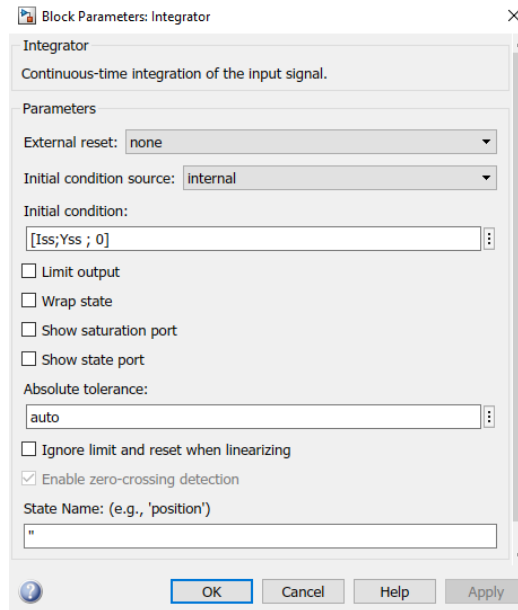 Block Parameters: Integrator
Integrator
Continuous-time integration of the input signal.
Parameters
External reset: none
Initial condition source: internal
Initial condition:
[Iss;Yss ; 0]
Limit output
Wrap state
Show saturation port
Show state port
Absolute tolerance:
auto
Ignore limit and reset when linearizing
Enable zero-crossing detection
State Name: (e.g., 'position')
''
OK Cancel Help Apply